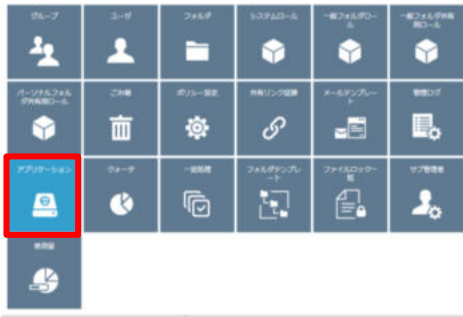 グループ
ユーザ
フォルダ
システムロール
一般フォルダロー
ル
一般フォルダ共有
用ロール
パーソナルフォル
ダ共有用ロール
ごみ箱
ポリシー設定
共有リンク証跡
メールテンプレー
ト
管理ログ
アプリケーション
クォータ
一括処理
フォルダテンプレ
ート
ファイルロック一
覧
サブ管理者
使用量